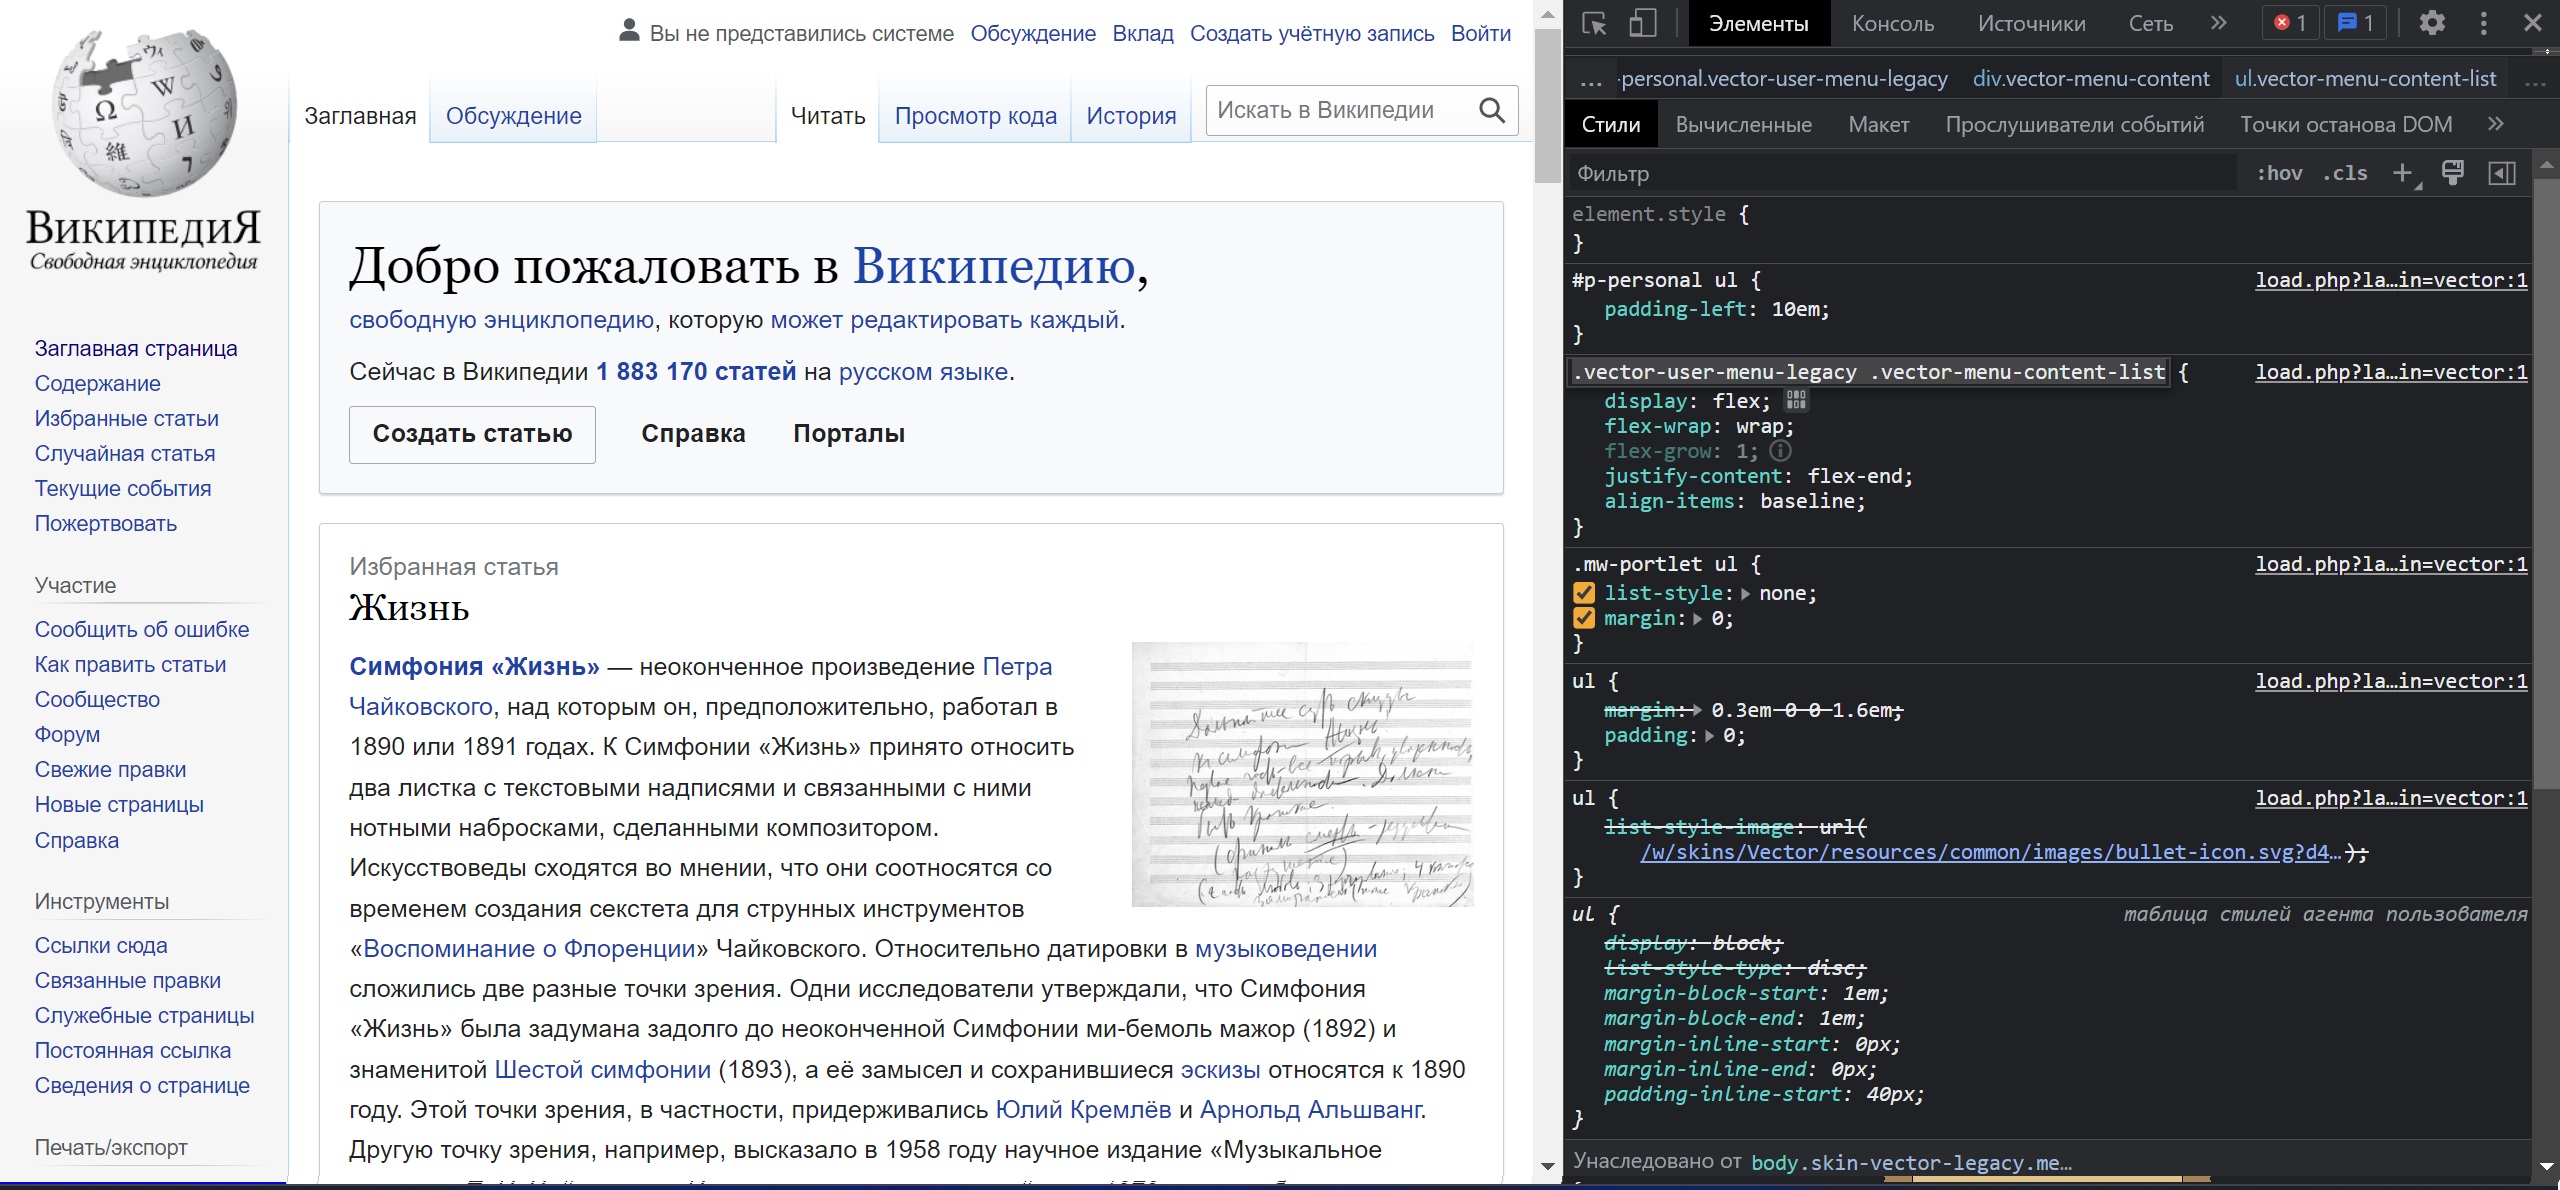 Вы не представились системе Обсуждение Вклад Создать учётную запись Войти
Заглавная Обсуждение Читать Просмотр кода История Искать в Википедии
ВикипедиЯ
Свободная энциклопедия
Заглавная страница
Содержание
Избранные статьи
Случайная статья
Текущие события
Пожертвовать
Участие
Сообщить об ошибке
Как править статьи
Сообщество
Форум
Свежие правки
Новые страницы
Справка
Инструменты
Ссылки сюда
Связанные правки
Служебные страницы
Постоянная ссылка
Сведения о странице
Печать/экспорт
Добро пожаловать в Википедию,
свободную энциклопедию, которую может редактировать каждый.
Сейчас в Википедии 1 883 170 статей на русском языке.
Создать статью Справка Порталы
Избранная статья
Жизнь
Симфония «Жизнь» — неоконченное произведение Петра
Чайковского, над которым он, предположительно, работал в
1890 или 1891 годах. К Симфонии «Жизнь» принято относить
два листка с текстовыми надписями и связанными с ними
нотными набросками, сделанными композитором.
Искусствоведы сходятся во мнении, что они соотносятся со
временем создания секстета для струнных инструментов
«Воспоминание о Флоренции» Чайковского. Относительно датировки в музыковедении
сложились две разные точки зрения. Одни исследователи утверждали, что Симфония
«Жизнь» была задумана задолго до неоконченной Симфонии ми-бемоль мажор (1892) и
знаменитой Шестой симфонии (1893), а её замысел и сохранившиеся эскизы относятся к 1890
году. Этой точки зрения, в частности, придерживались Юлий Кремлёв и Арнольд Альшванг.
Другую точку зрения, например, высказало в 1958 году научное издание «Музыкальное
Элементы Консоль Источники Сеть » 1 1
... -personal.vector-user-menu-legacy div.vector-menu-content ul.vector-menu-content-list ...
Стили Вычисленные Макет Прослушиватели событий Точки останова DOM »
Фильтр :hov .cls +
element.style {
}
#p-personal ul { load.php?la…in=vector:1
padding-left: 10em;
}
.vector-user-menu-legacy .vector-menu-content-list { load.php?la…in=vector:1
display: flex;
flex-wrap: wrap;
flex-grow: 1;
justify-content: flex-end;
align-items: baseline;
}
.mw-portlet ul { load.php?la…in=vector:1
list-style: none;
margin: 0;
}
ul { load.php?la…in=vector:1
margin: 0.3em 0 0 1.6em;
padding: 0;
}
ul { load.php?la…in=vector:1
list-style-image: url(
/w/skins/Vector/resources/common/images/bullet-icon.svg?d4…);
}
ul { таблица стилей агента пользователя
display: block;
list-style-type: disc;
margin-block-start: 1em;
margin-block-end: 1em;
margin-inline-start: 0px;
margin-inline-end: 0px;
padding-inline-start: 40px;
}
Унаследовано от body.skin-vector-legacy.me…